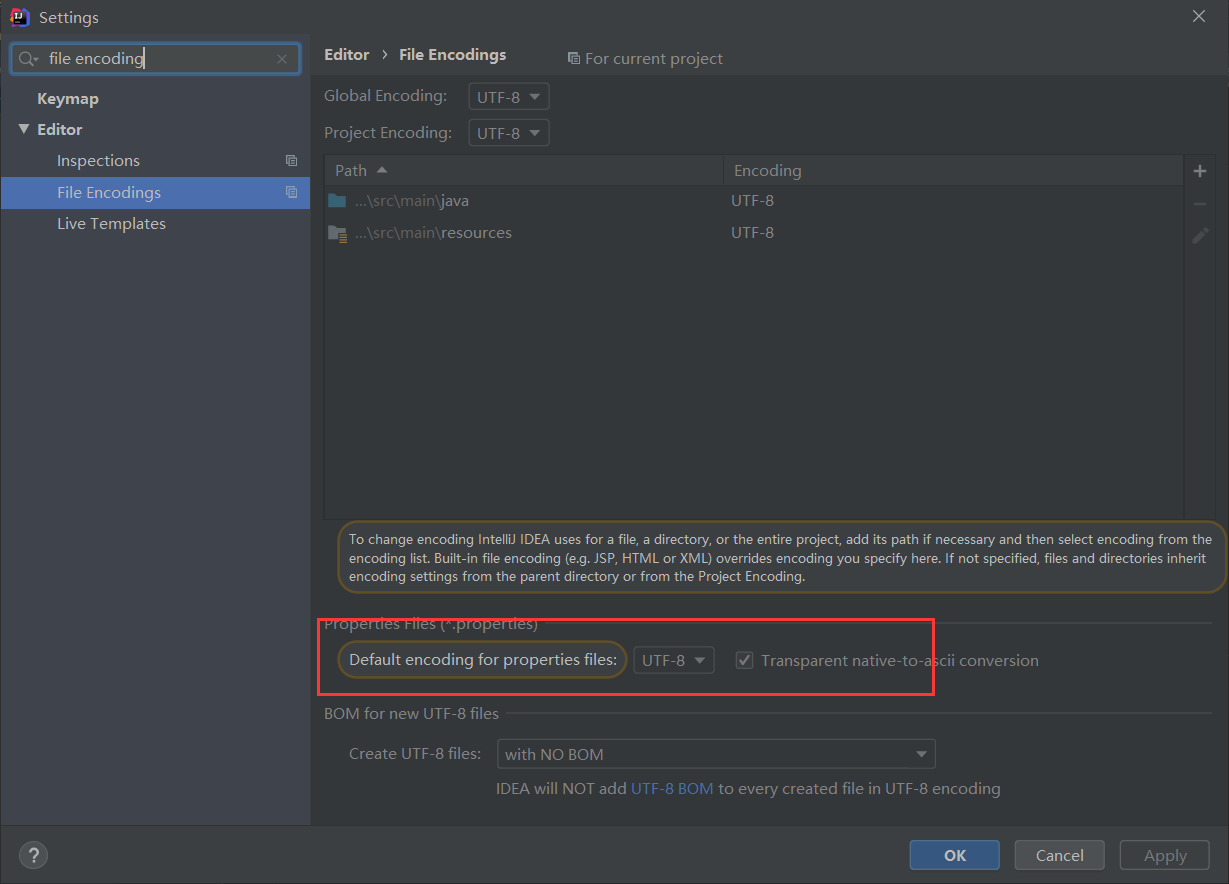 Settings
file encoding
Keymap
Editor
Inspections
File Encodings
Live Templates
Editor › File Encodings
For current project
Global Encoding: UTF-8
Project Encoding: UTF-8
Path Encoding
...\src\main\java UTF-8
...\src\main\resources UTF-8
To change encoding IntelliJ IDEA uses for a file, a directory, or the entire project, add its path if necessary and then select encoding from the
encoding list. Built-in file encoding (e.g. JSP, HTML or XML) overrides encoding you specify here. If not specified, files and directories inherit
encoding settings from the parent directory or from the Project Encoding.
Properties Files (*.properties)
Default encoding for properties files: UTF-8 Transparent native-to-ascii conversion
BOM for new UTF-8 files
Create UTF-8 files: with NO BOM
IDEA will NOT add UTF-8 BOM to every created file in UTF-8 encoding
?
OK Cancel Apply